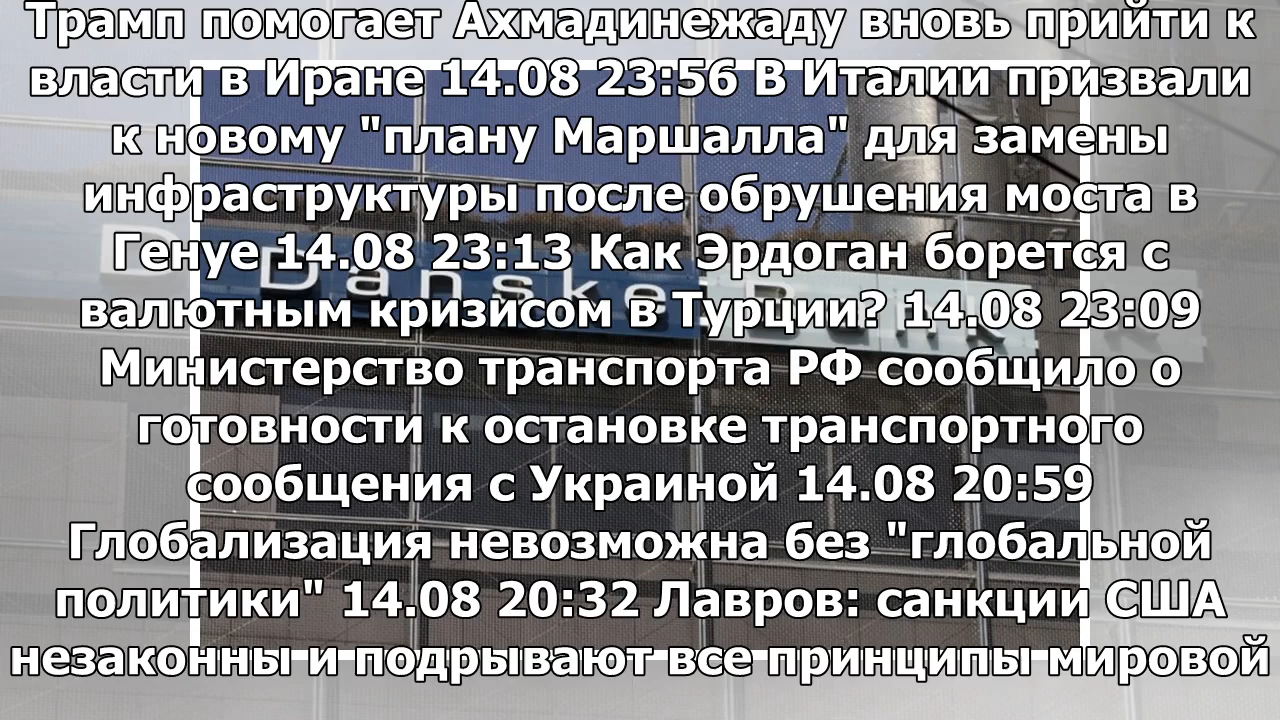 Трамп помогает Ахмадинежаду вновь прийти к
власти в Иране 14.08 23:56 В Италии призвали
к новому "плану Маршалла" для замены
инфраструктуры после обрушения моста в
Генуе 14.08 23:13 Как Эрдоган борется с
валютным кризисом в Турции? 14.08 23:09
Министерство транспорта РФ сообщило о
готовности к остановке транспортного
сообщения с Украиной 14.08 20:59
Глобализация невозможна без "глобальной
политики" 14.08 20:32 Лавров: санкции США
незаконны и подрывают все принципы мировой
Danske Bank